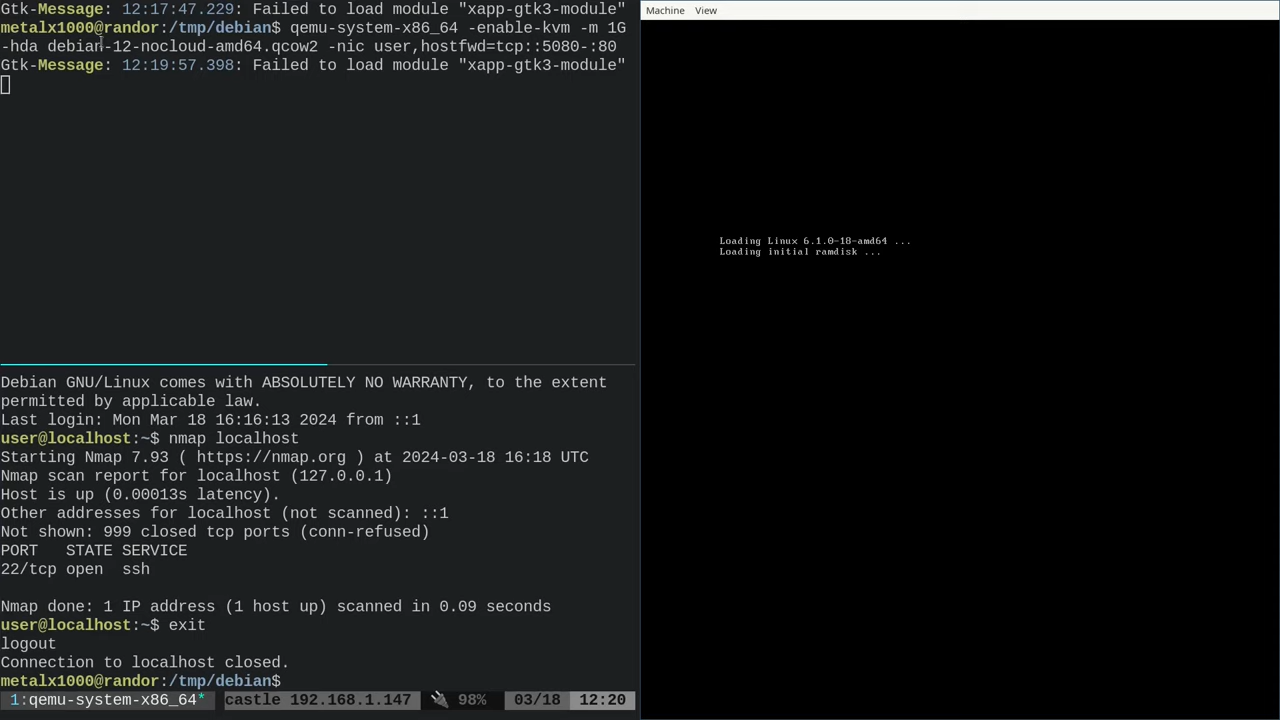 Gtk-Message: 12:17:47.229: Failed to load module "xapp-gtk3-module"
metalx1000@randor:/tmp/debian$ qemu-system-x86_64 -enable-kvm -m 1G
-hda debian-12-nocloud-amd64.qcow2 -nic user,hostfwd=tcp::5080-:80
Gtk-Message: 12:19:57.398: Failed to load module "xapp-gtk3-module"
Debian GNU/Linux comes with ABSOLUTELY NO WARRANTY, to the extent
permitted by applicable law.
Last login: Mon Mar 18 16:16:13 2024 from ::1
user@localhost:~$ nmap localhost
Starting Nmap 7.93 ( https://nmap.org ) at 2024-03-18 16:18 UTC
Nmap scan report for localhost (127.0.0.1)
Host is up (0.00013s latency).
Other addresses for localhost (not scanned): ::1
Not shown: 999 closed tcp ports (conn-refused)
PORT   STATE SERVICE
22/tcp open  ssh
Nmap done: 1 IP address (1 host up) scanned in 0.09 seconds
user@localhost:~$ exit
logout
Connection to localhost closed.
metalx1000@randor:/tmp/debian$
1:qemu-system-x86_64* castle 192.168.1.147 🔌 98% 03/18 12:20
Machine View
Loading Linux 6.1.0-18-amd64 ...
Loading initial ramdisk ...